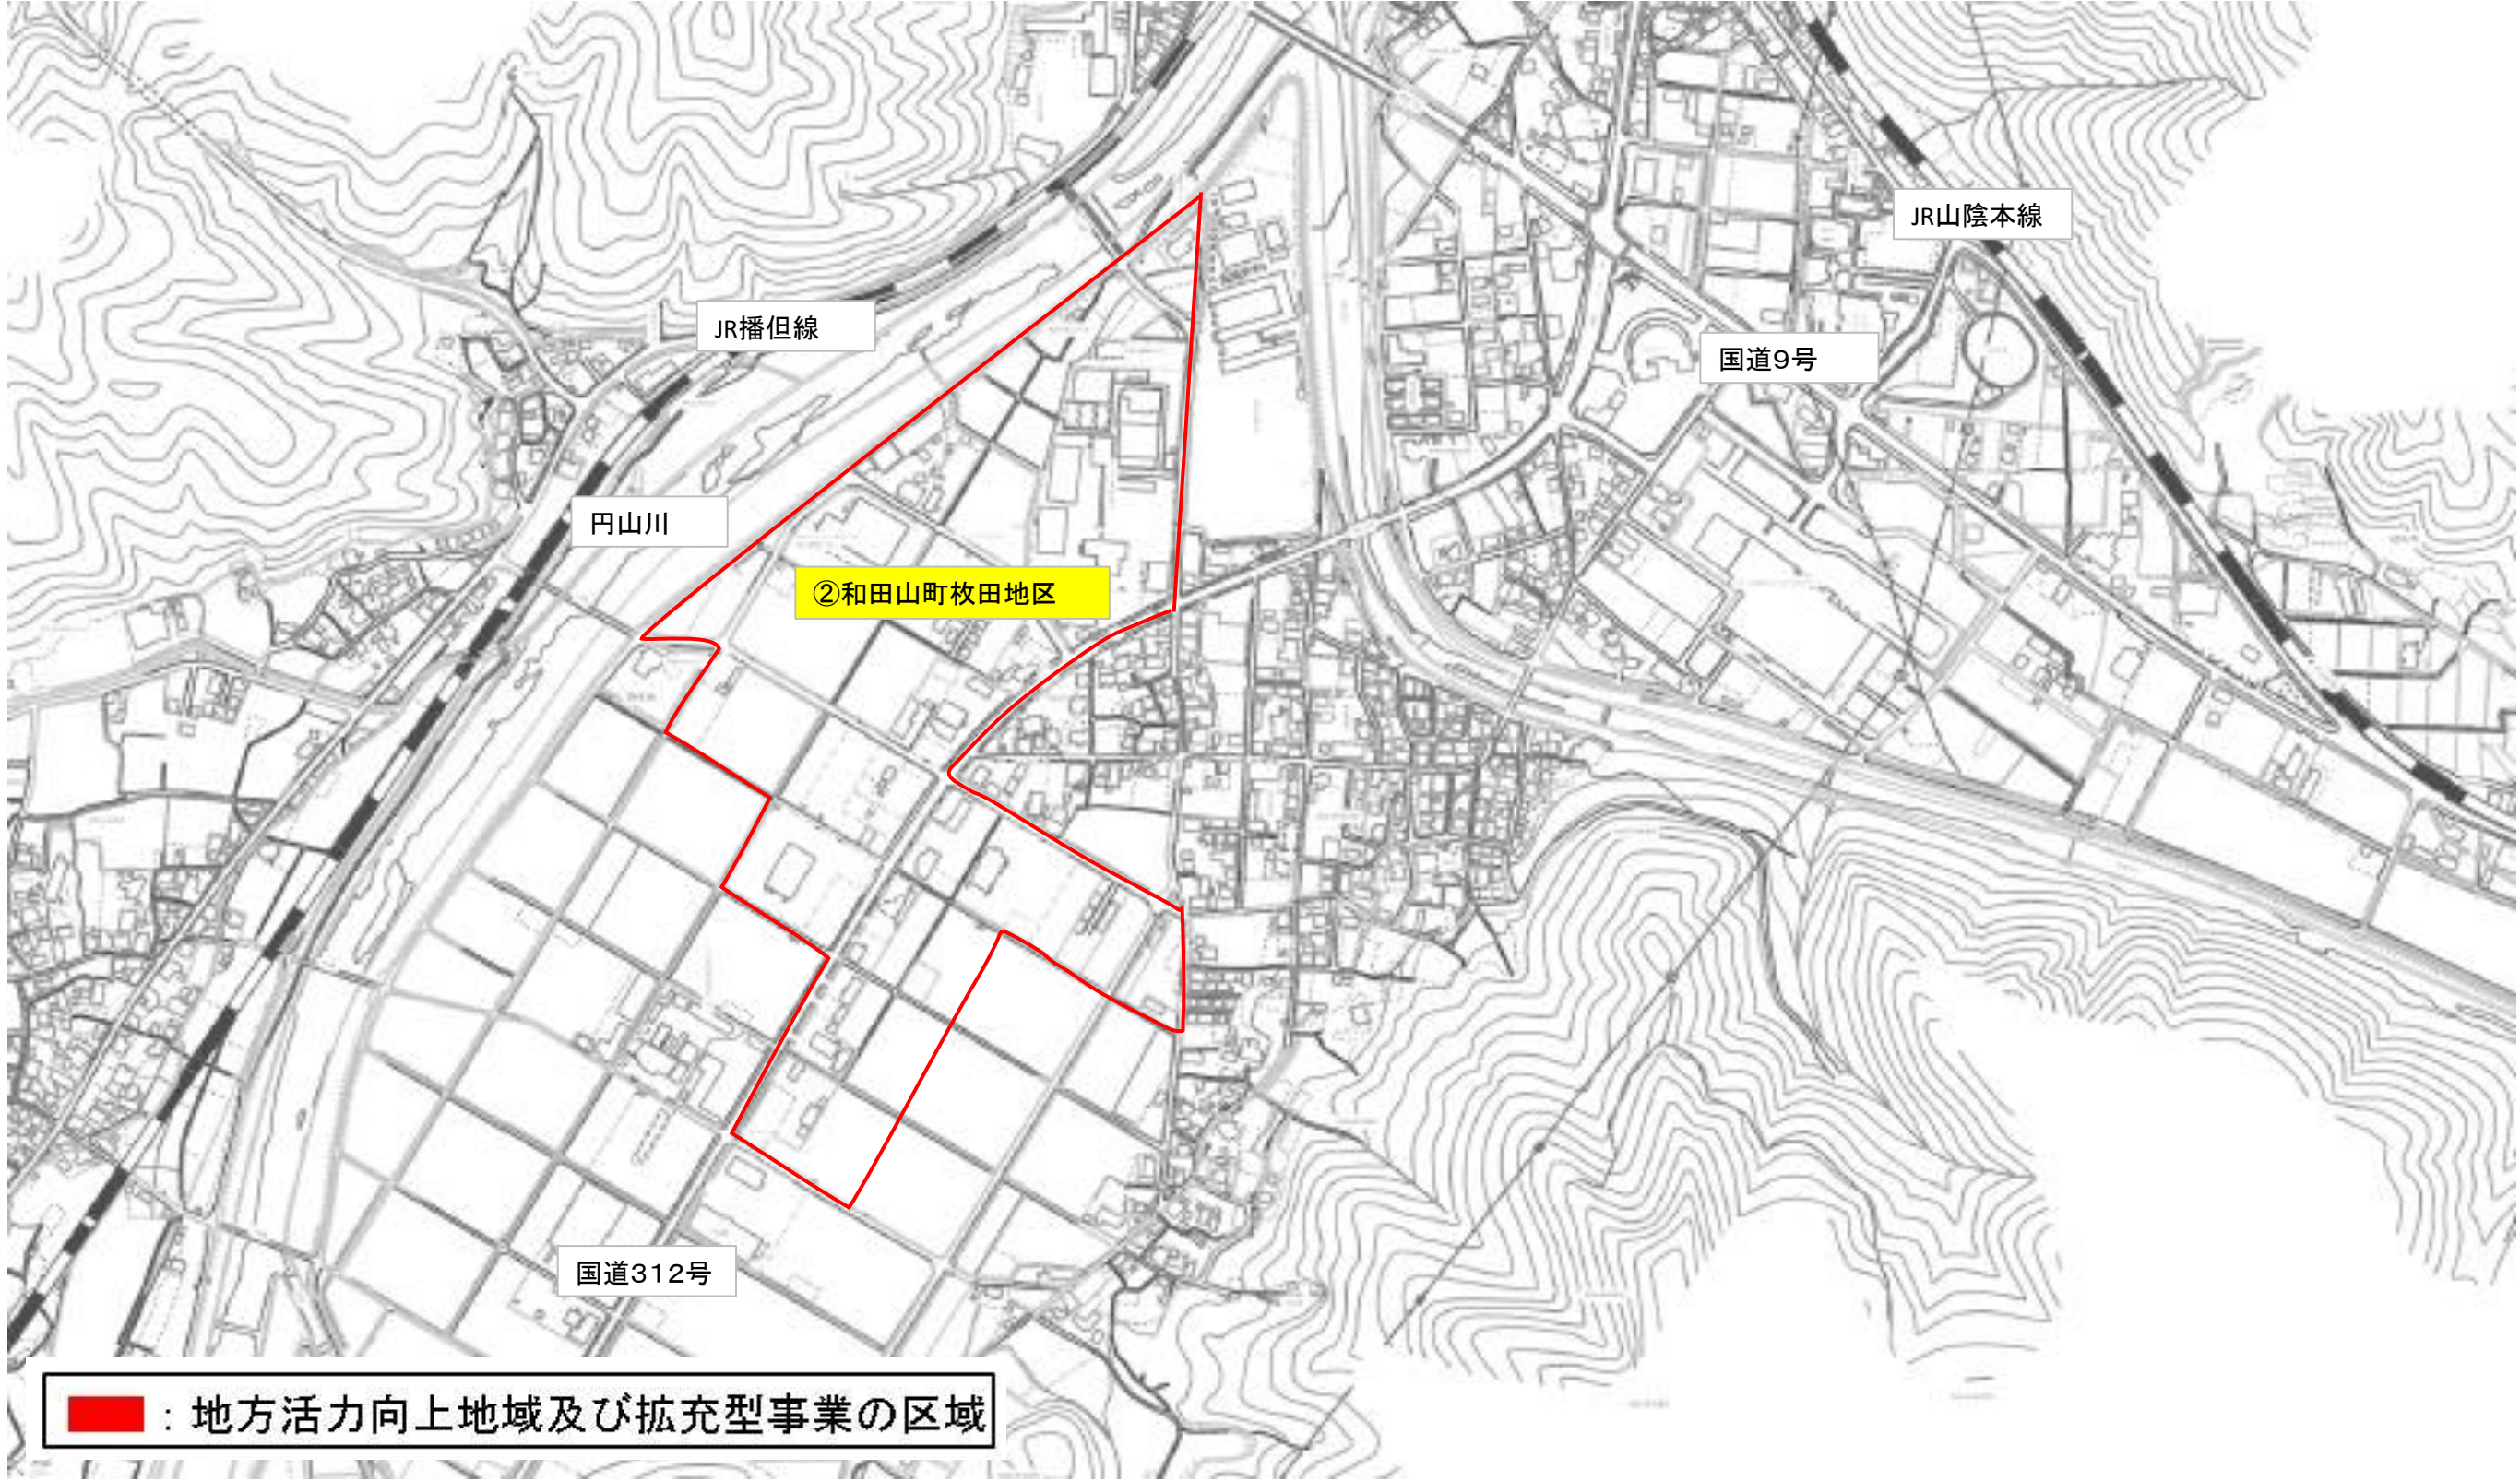 JR山陰本線
JR播但線
国道9号
円山川
②和田山町枚田地区
国道312号
：地方活力向上地域及び拡充型事業の区域